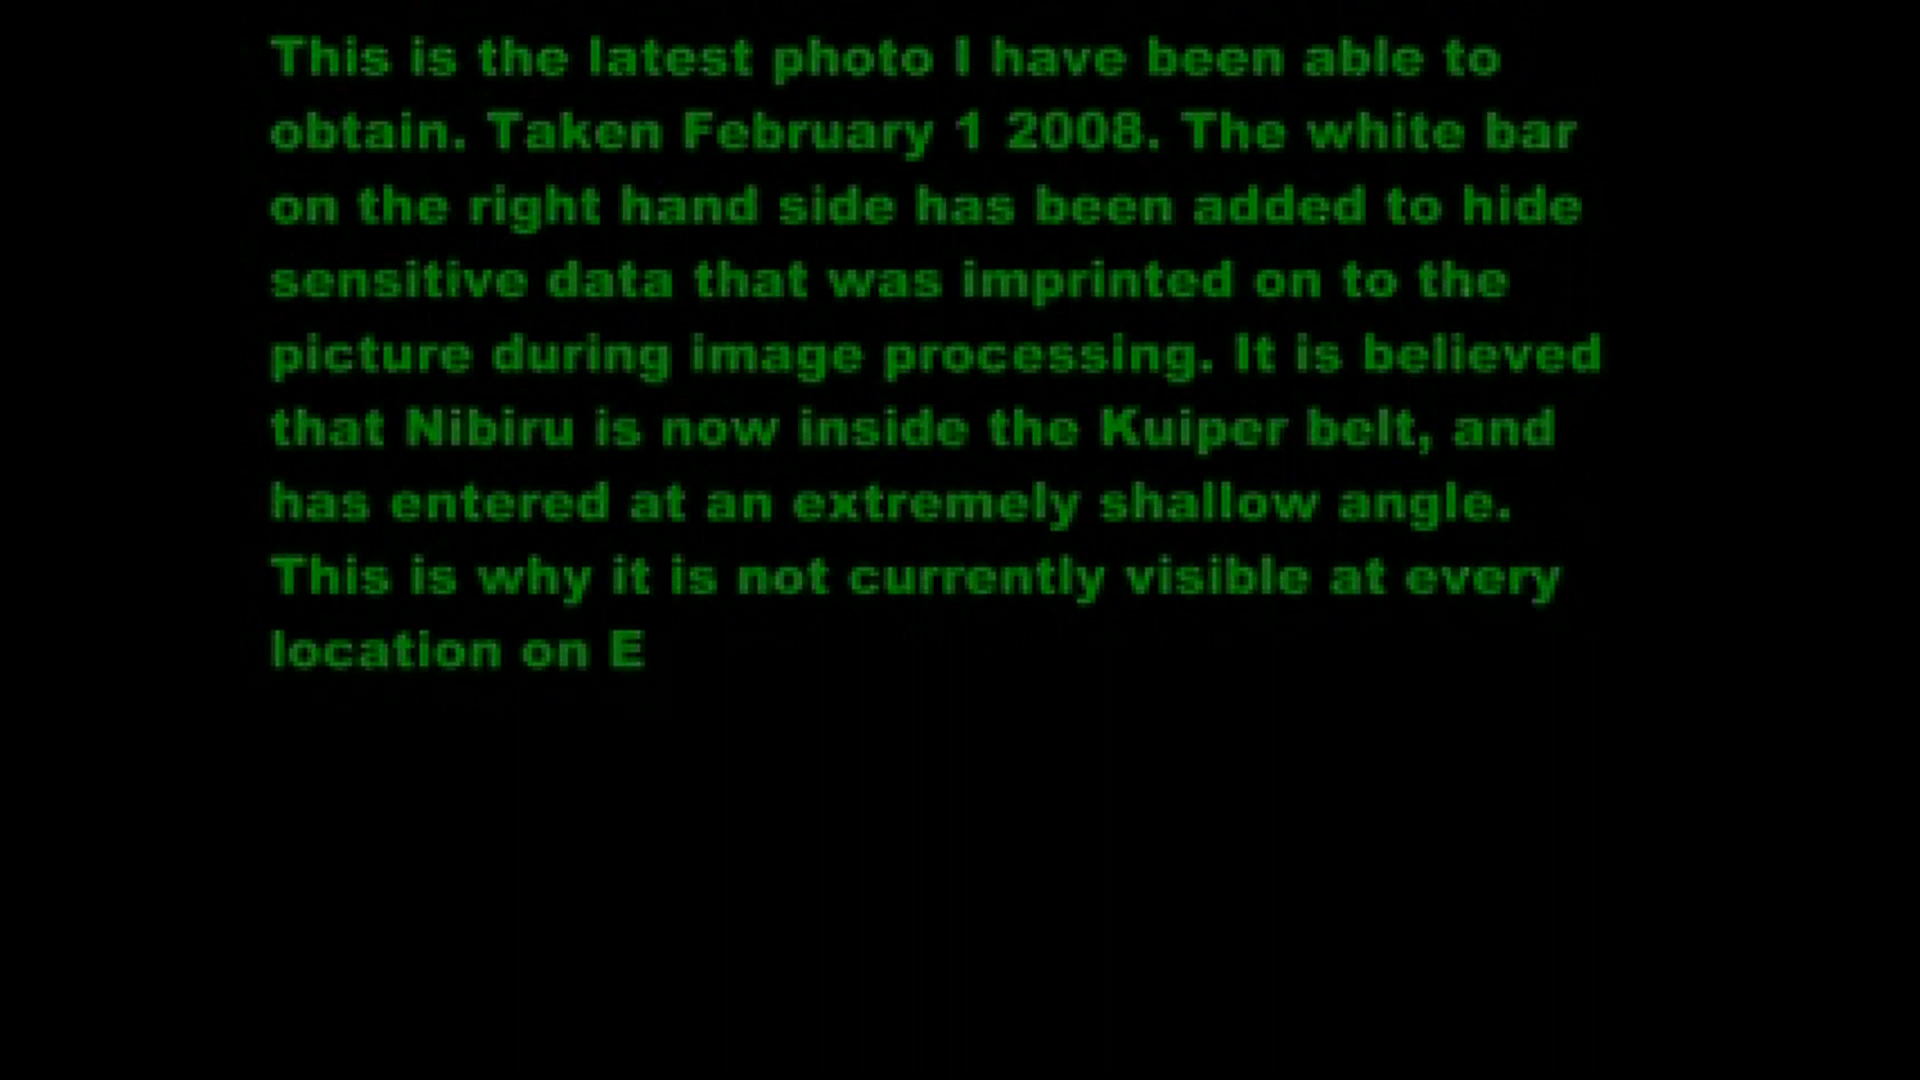 This is the latest photo I have been able to
obtain. Taken February 1 2008. The white bar
on the right hand side has been added to hide
sensitive data that was imprinted on to the
picture during image processing. It is believed
that Nibiru is now inside the Kuiper belt, and
has entered at an extremely shallow angle.
This is why it is not currently visible at every
location on E